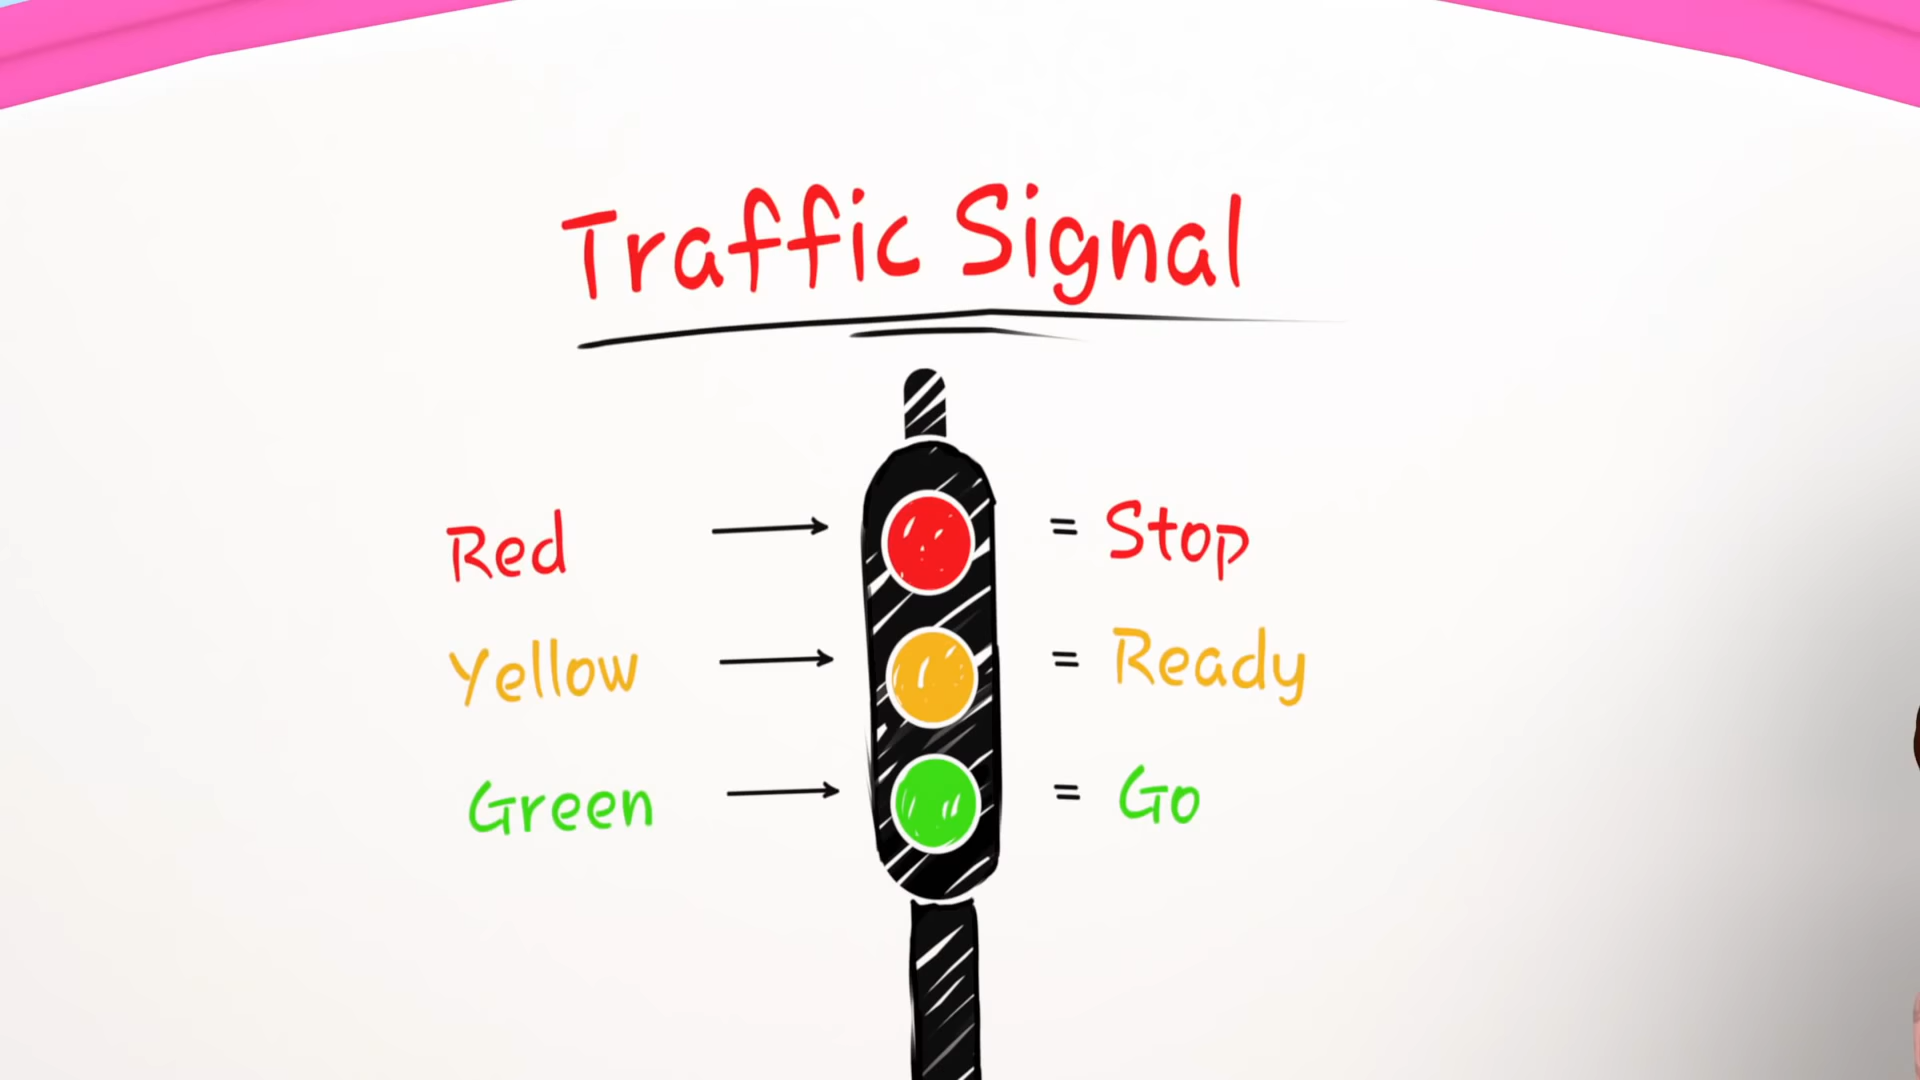 Traffic Signal
Red = Stop
Yellow = Ready
Green = Go